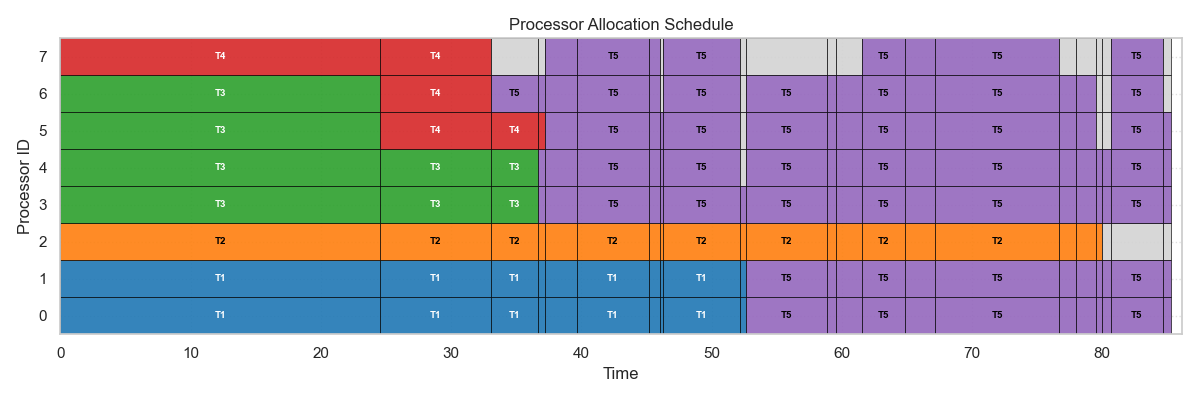 Processor Allocation Schedule
7 T4 T4 T5 T5 T5 T5 T5
6 T3 T4 T5 T5 T5 T5 T5 T5 T5
5 T3 T4 T4 T5 T5 T5 T5 T5 T5
4 T3 T3 T3 T5 T5 T5 T5 T5 T5
3 T3 T3 T3 T5 T5 T5 T5 T5 T5
2 T2 T2 T2 T2 T2 T2 T2 T2
1 T1 T1 T1 T1 T1 T5 T5 T5 T5
0 T1 T1 T1 T1 T1 T5 T5 T5 T5
Processor ID
0 10 20 30 40 50 60 70 80
Time